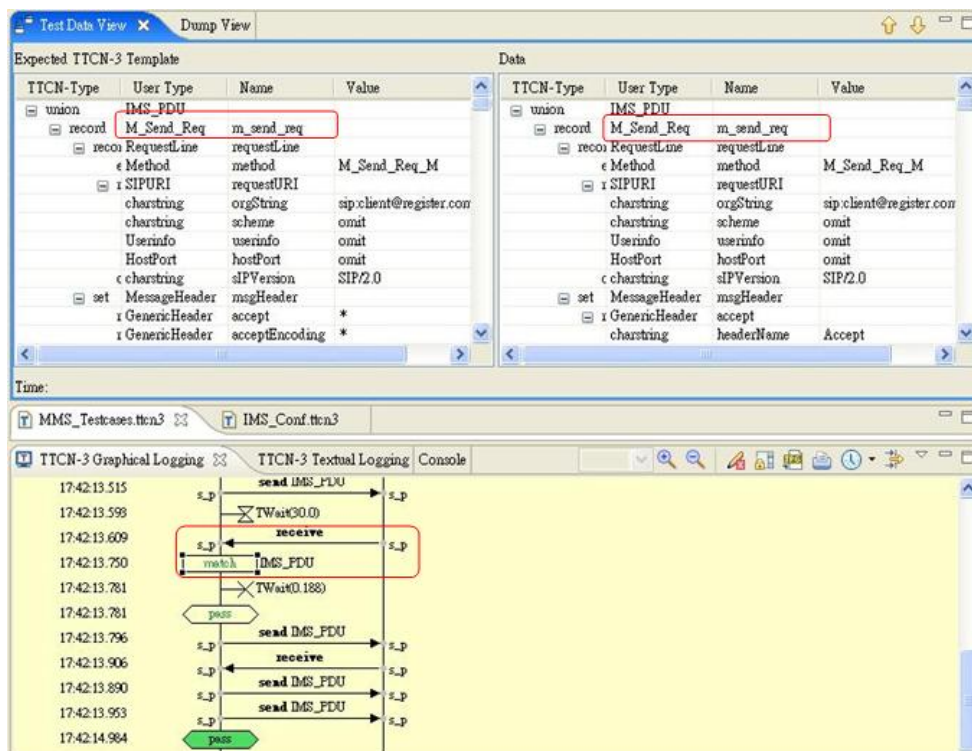 Test Data View Dump View
Expected TTCN-3 Template
TTCN-Type User Type Name Value
union IMS_PDU
record M_Send_Req m_send_req
recor RequestLine requestLine
e Method method M_Send_Req_M
r SIPURI requestURI
charstring orgString sip:client@register.com
charstring scheme omit
Userinfo userinfo omit
HostPort hostPort omit
c charstring sIPVersion SIP/2.0
set MessageHeader msgHeader
r GenericHeader accept *
r GenericHeader acceptEncoding *
Data
TTCN-Type User Type Name Value
union IMS_PDU
record M_Send_Req m_send_req
recor RequestLine requestLine
e Method method M_Send_Req_M
r SIPURI requestURI
charstring orgString sip:client@register.com
charstring scheme omit
Userinfo userinfo omit
HostPort hostPort omit
c charstring sIPVersion SIP/2.0
set MessageHeader msgHeader
r GenericHeader accept
charstring headerName Accept
Time:
MMS_Testcases.ttcn3 IMS_Conf.ttcn3
TTCN-3 Graphical Logging TTCN-3 Textual Logging Console
17:42:13.515 s_p send IMS_PDU s_p
17:42:13.593 TWait(30.0)
17:42:13.609 s_p receive s_p
17:42:13.750 match IMS_PDU
17:42:13.781 TWait(0.188)
17:42:13.781 pass
17:42:13.796 s_p send IMS_PDU s_p
17:42:13.906 s_p receive s_p
17:42:13.890 s_p send IMS_PDU s_p
17:42:13.953 s_p send IMS_PDU s_p
17:42:14.984 pass